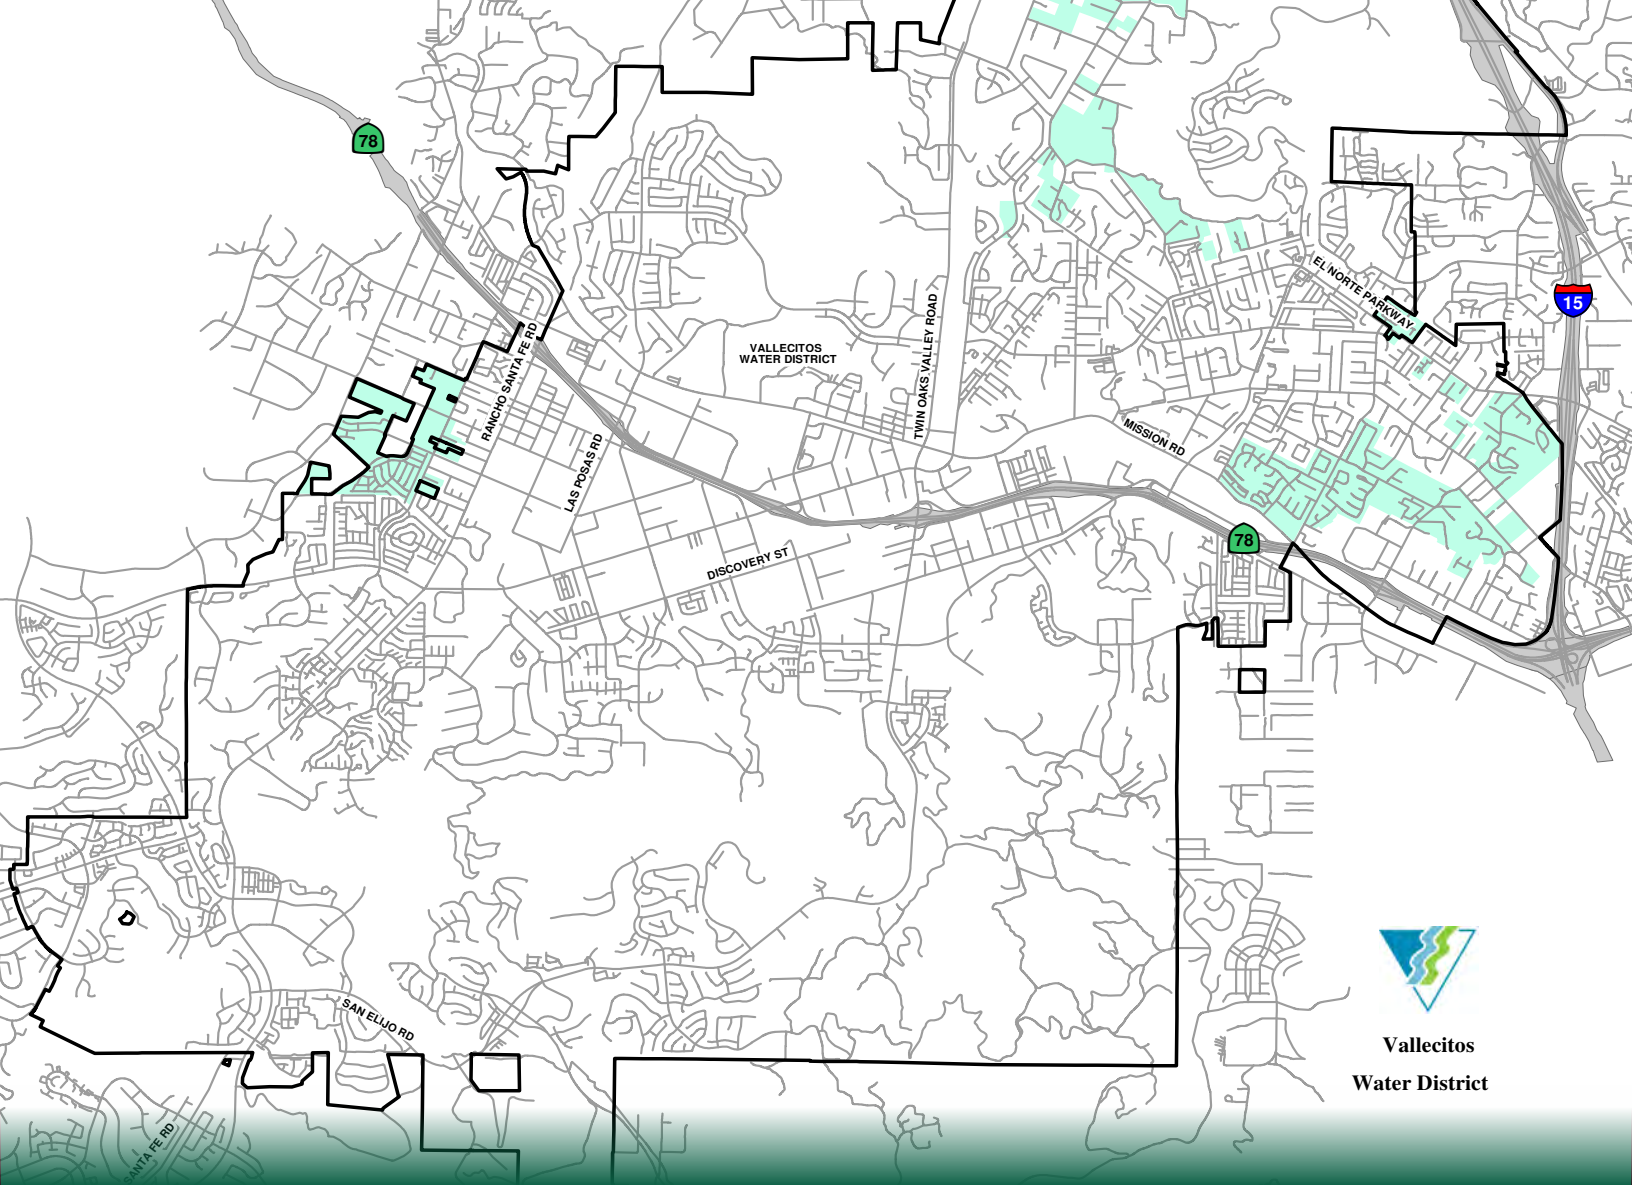 78
EL NORTE PARKWAY
15
RANCHO SANTA FE RD
VALLECITOS
WATER DISTRICT
TWIN OAKS VALLEY ROAD
LAS POSAS RD
MISSION RD
78
DISCOVERY ST
SAN ELIJO RD
Vallecitos
Water District
SANTA FE RD